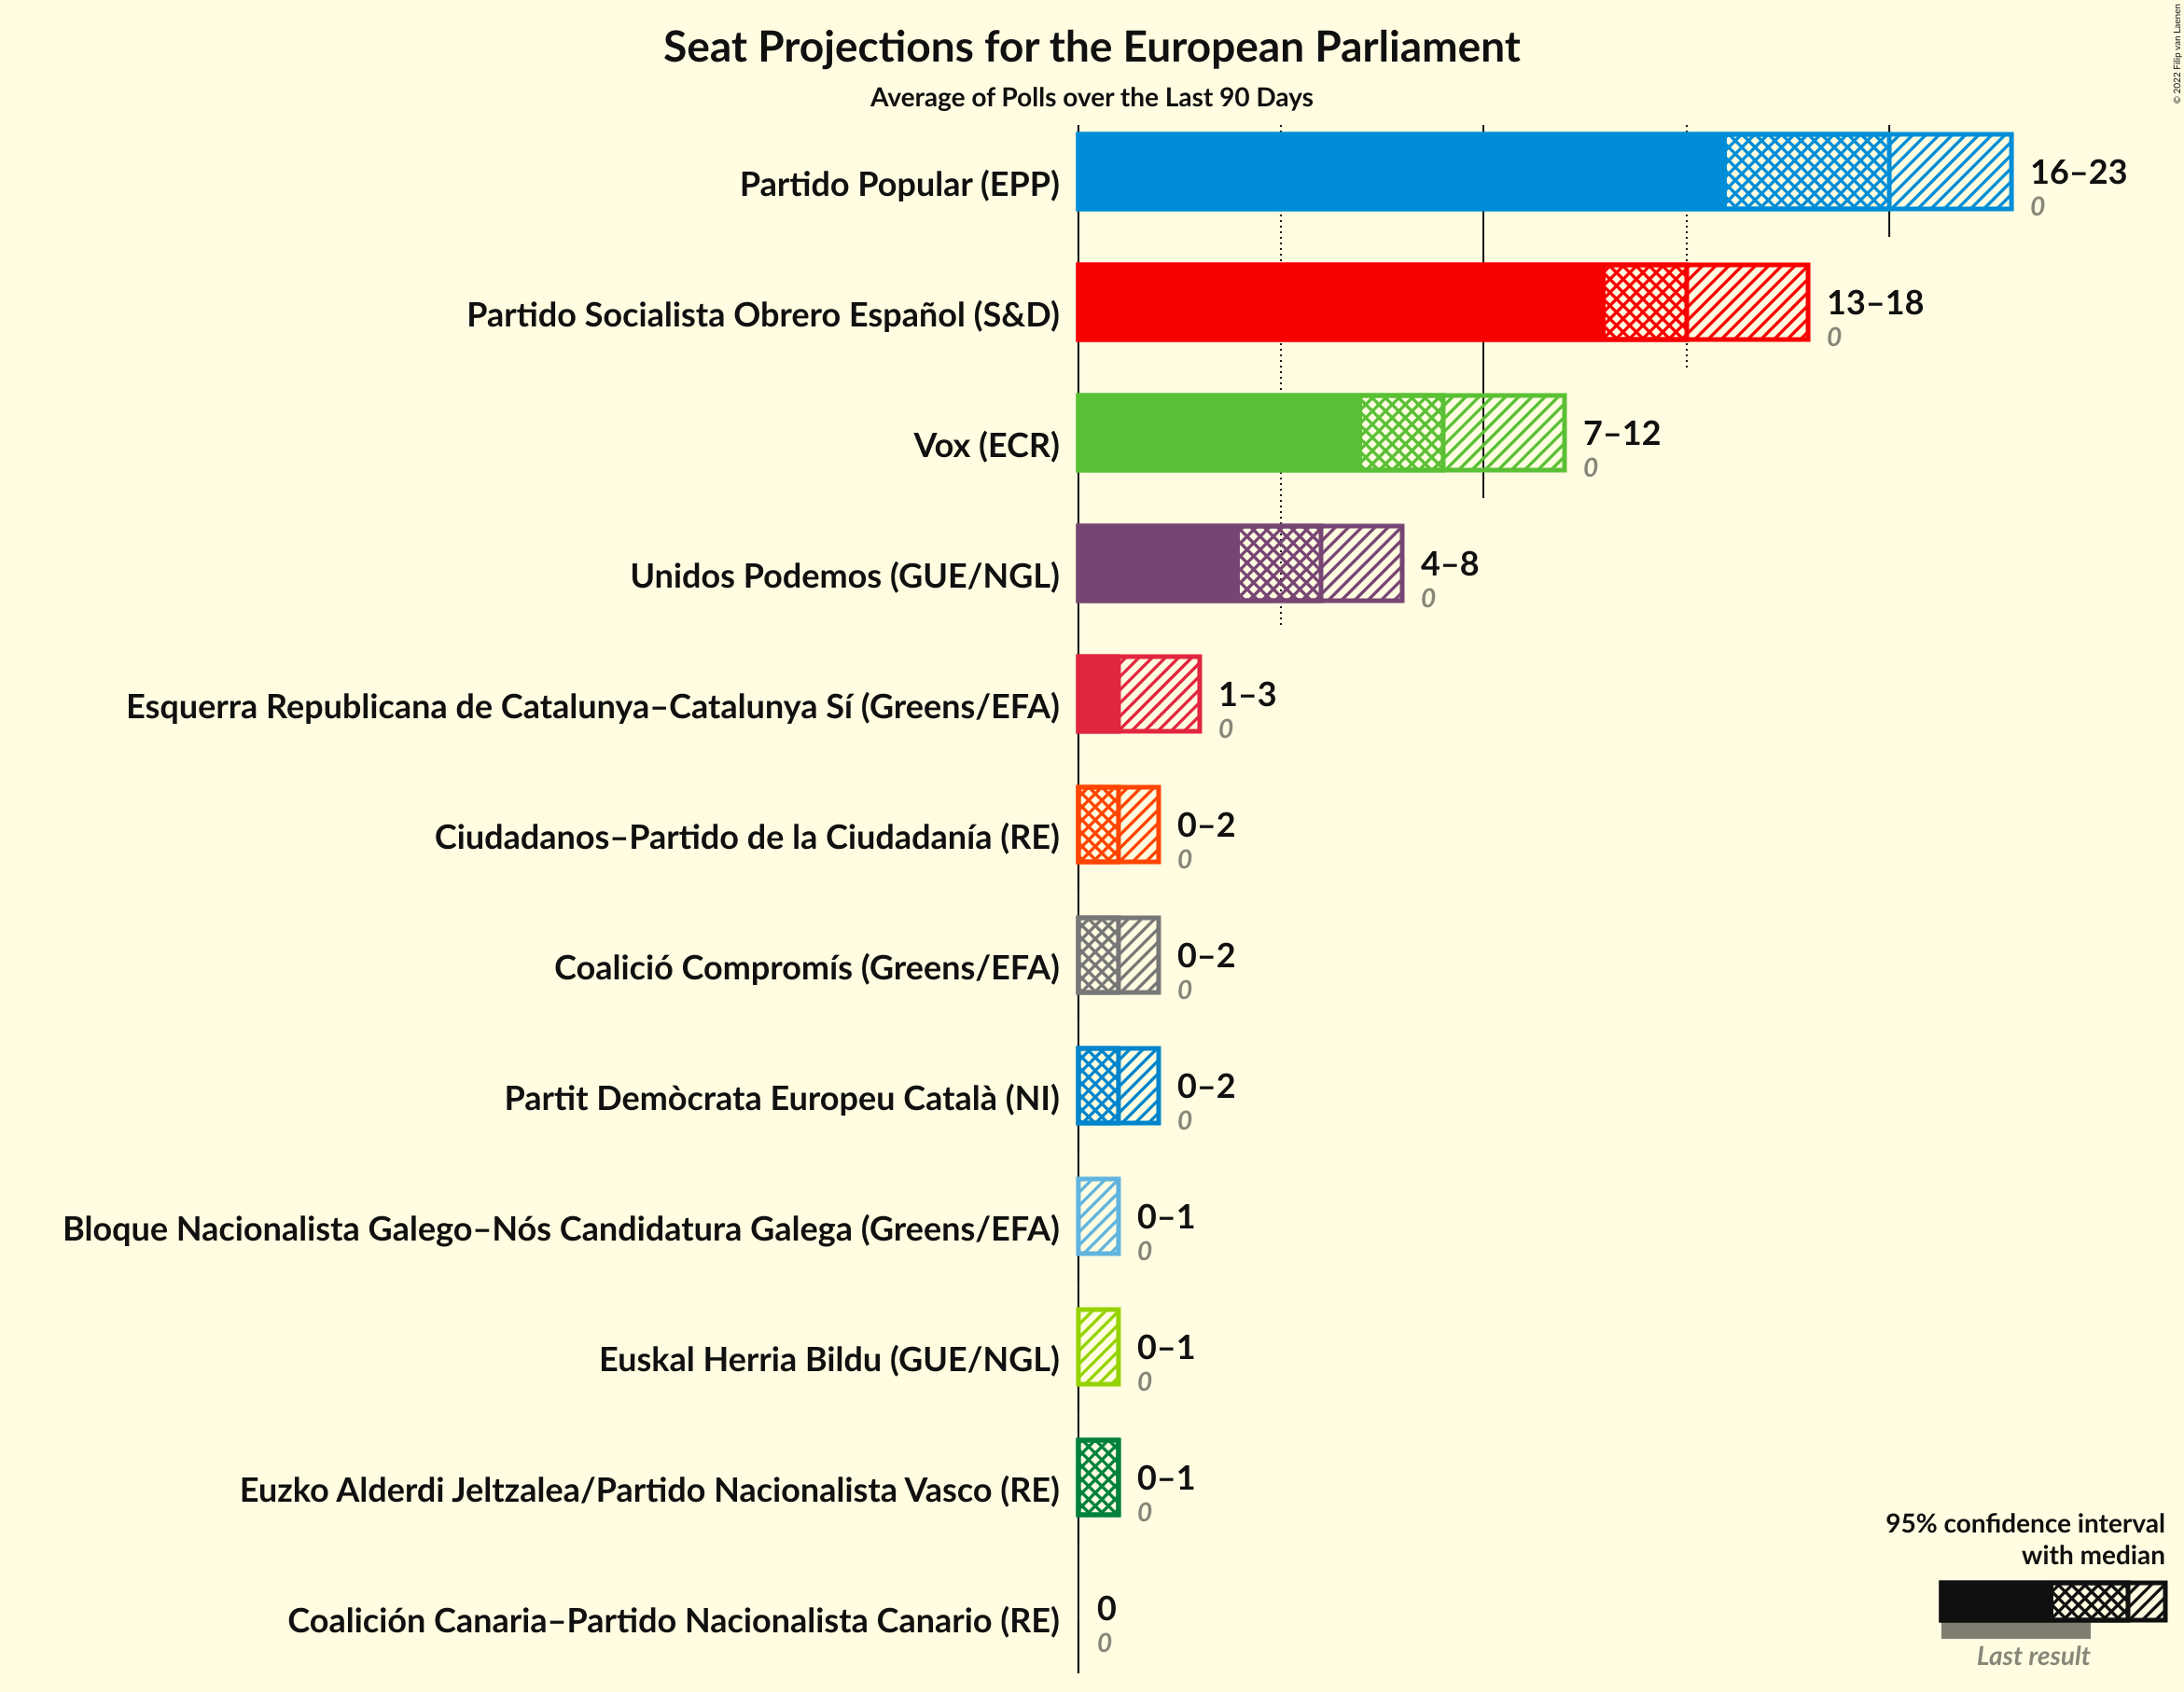 Seat Projections for the European Parliament
Average of Polls over the Last 90 Days
© 2022 Filip van Laenen
Partido Popular (EPP)
16–23
0
Partido Socialista Obrero Español (S&D)
13–18
0
Vox (ECR)
7–12
0
Unidos Podemos (GUE/NGL)
4–8
0
Esquerra Republicana de Catalunya–Catalunya Sí (Greens/EFA)
1–3
0
Ciudadanos–Partido de la Ciudadanía (RE)
0–2
0
Coalició Compromís (Greens/EFA)
0–2
0
Partit Demòcrata Europeu Català (NI)
0–2
0
Bloque Nacionalista Galego–Nós Candidatura Galega (Greens/EFA)
0–1
0
Euskal Herria Bildu (GUE/NGL)
0–1
0
Euzko Alderdi Jeltzalea/Partido Nacionalista Vasco (RE)
0–1
0
Coalición Canaria–Partido Nacionalista Canario (RE)
0
0
95% confidence interval
with median
Last result